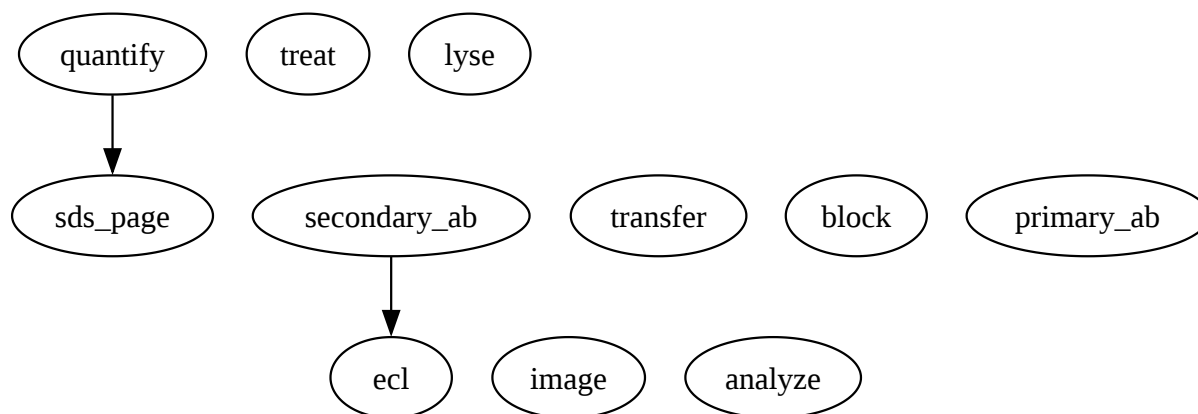 quantify
treat
lyse
sds_page
secondary_ab
transfer
block
primary_ab
ecl
image
analyze